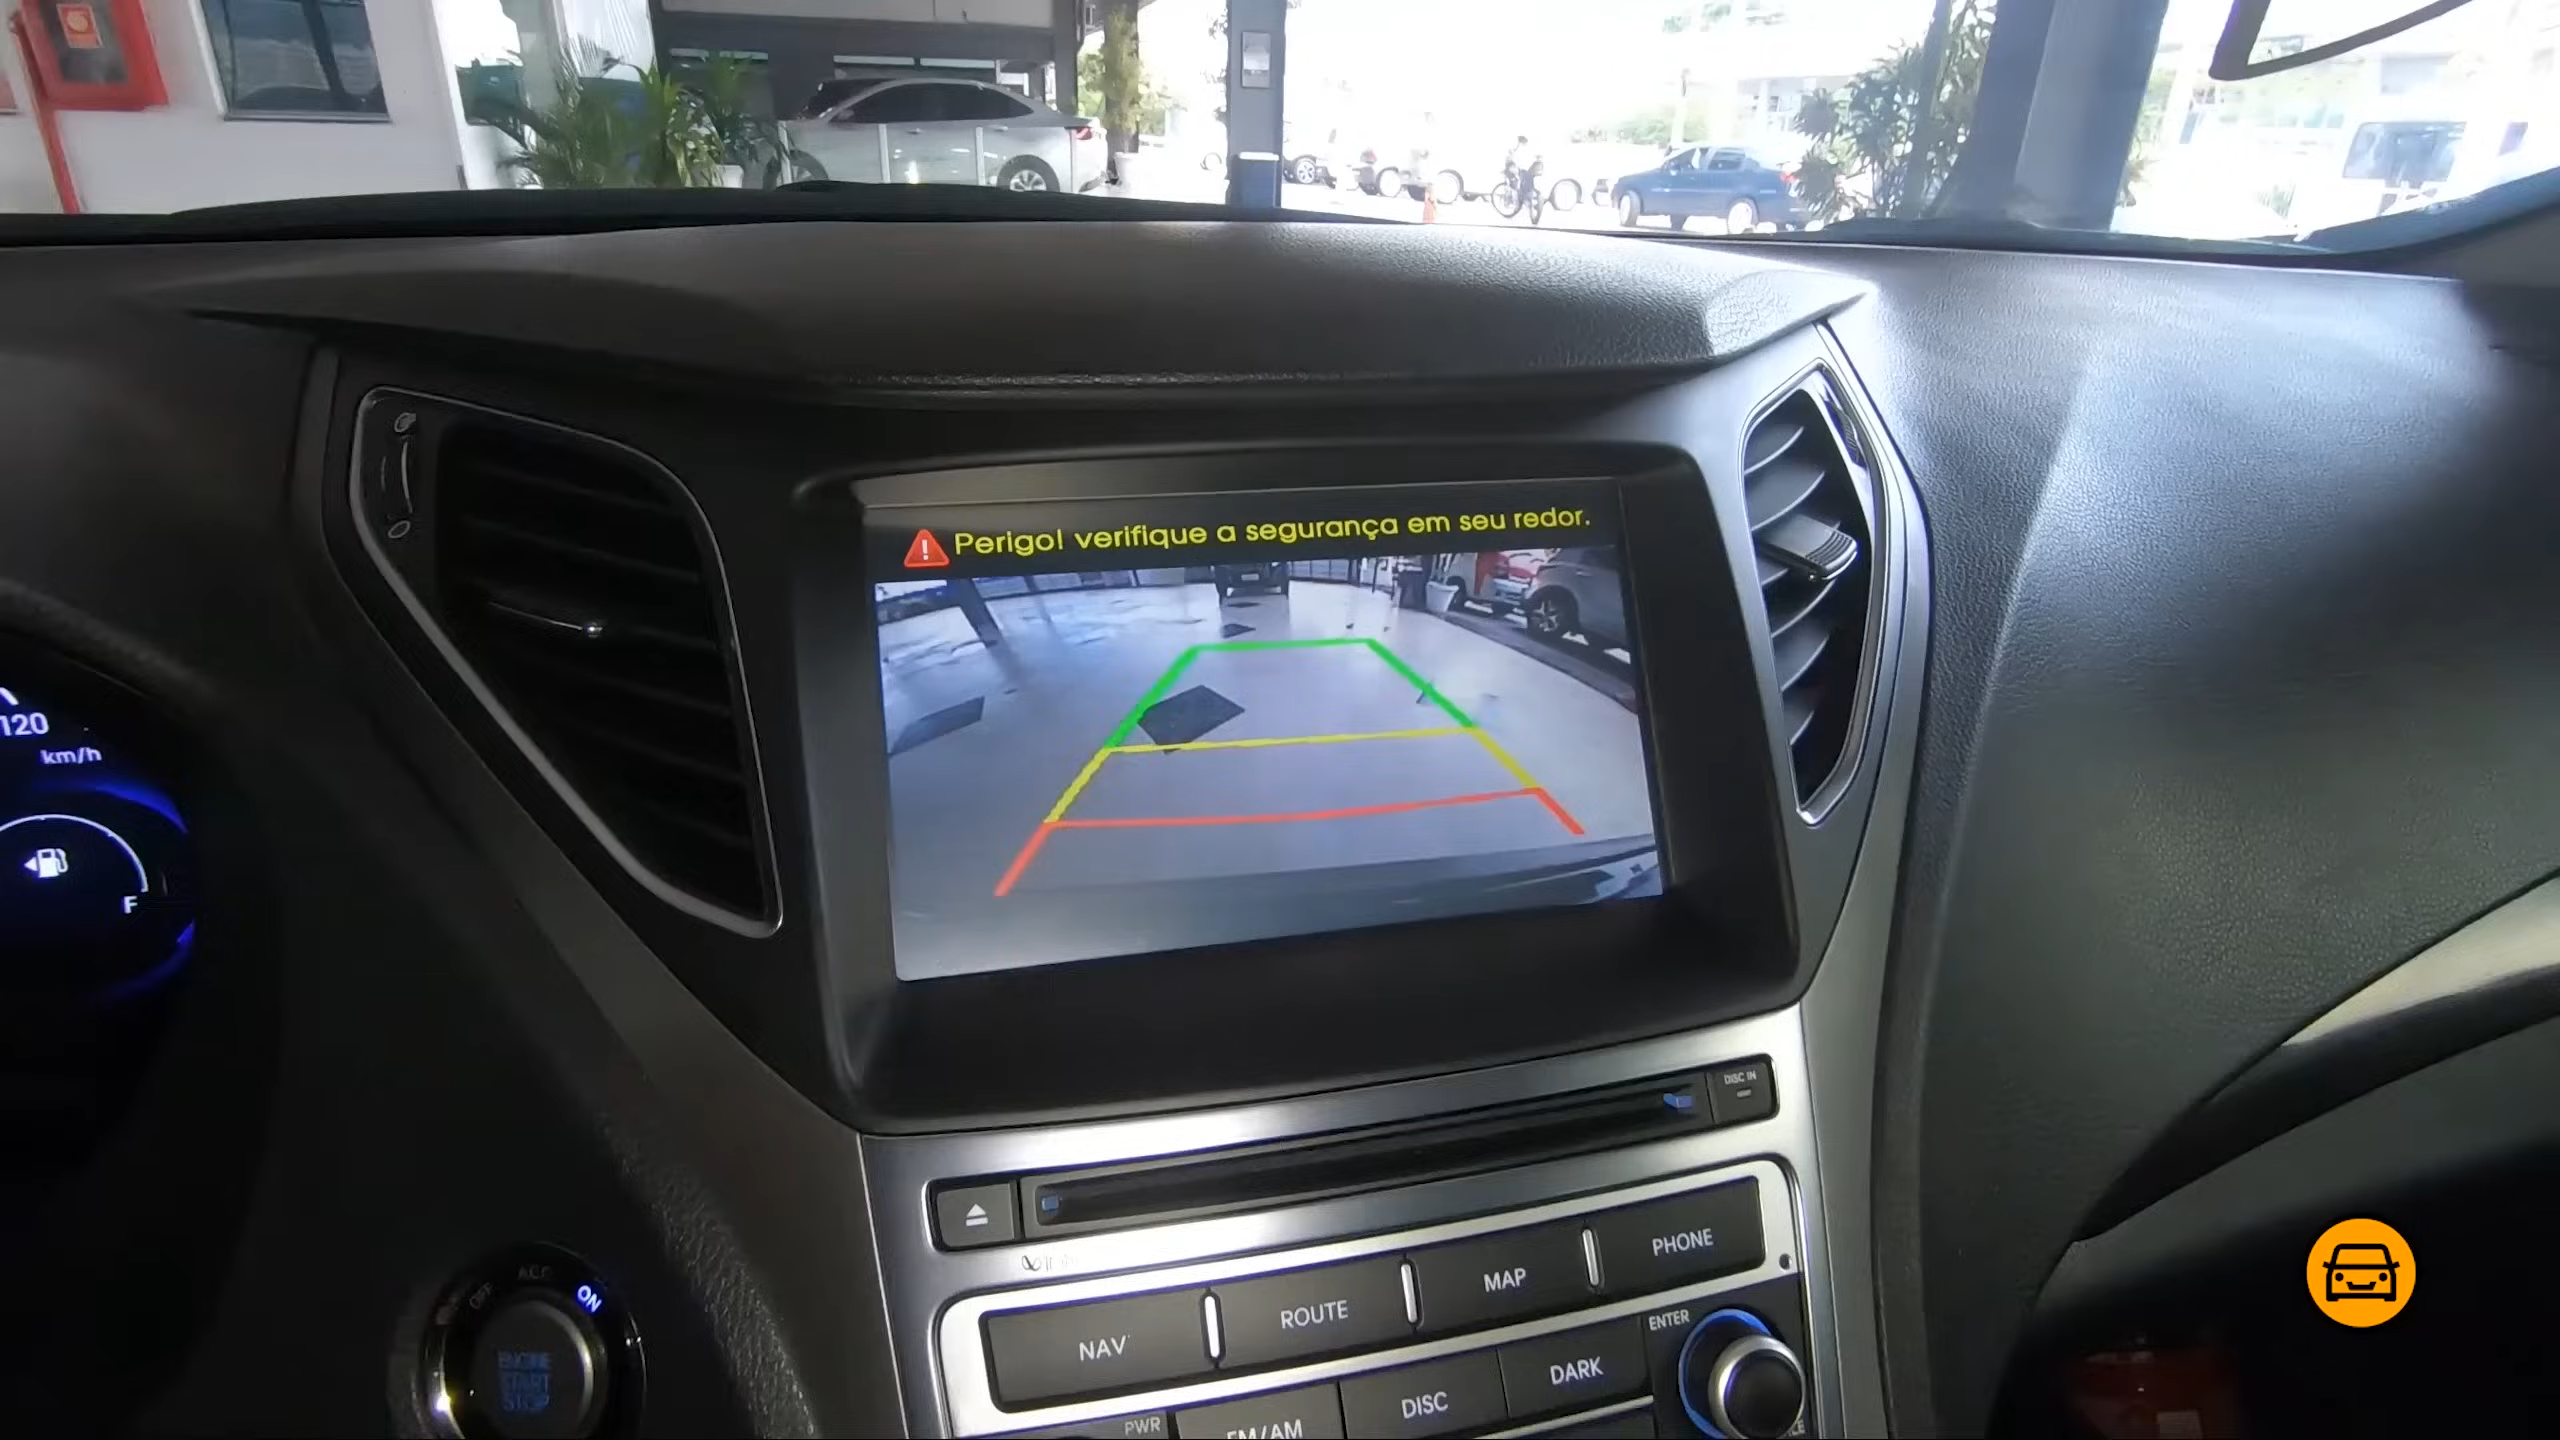 Perigo! verifique a segurança em seu redor.
120
km/h
F
DISC IN
NAV
ROUTE
MAP
PHONE
ENTER
DISC
DARK
PWR
FM/AM
OFF
ACC
ON
ENGINE
START
STOP